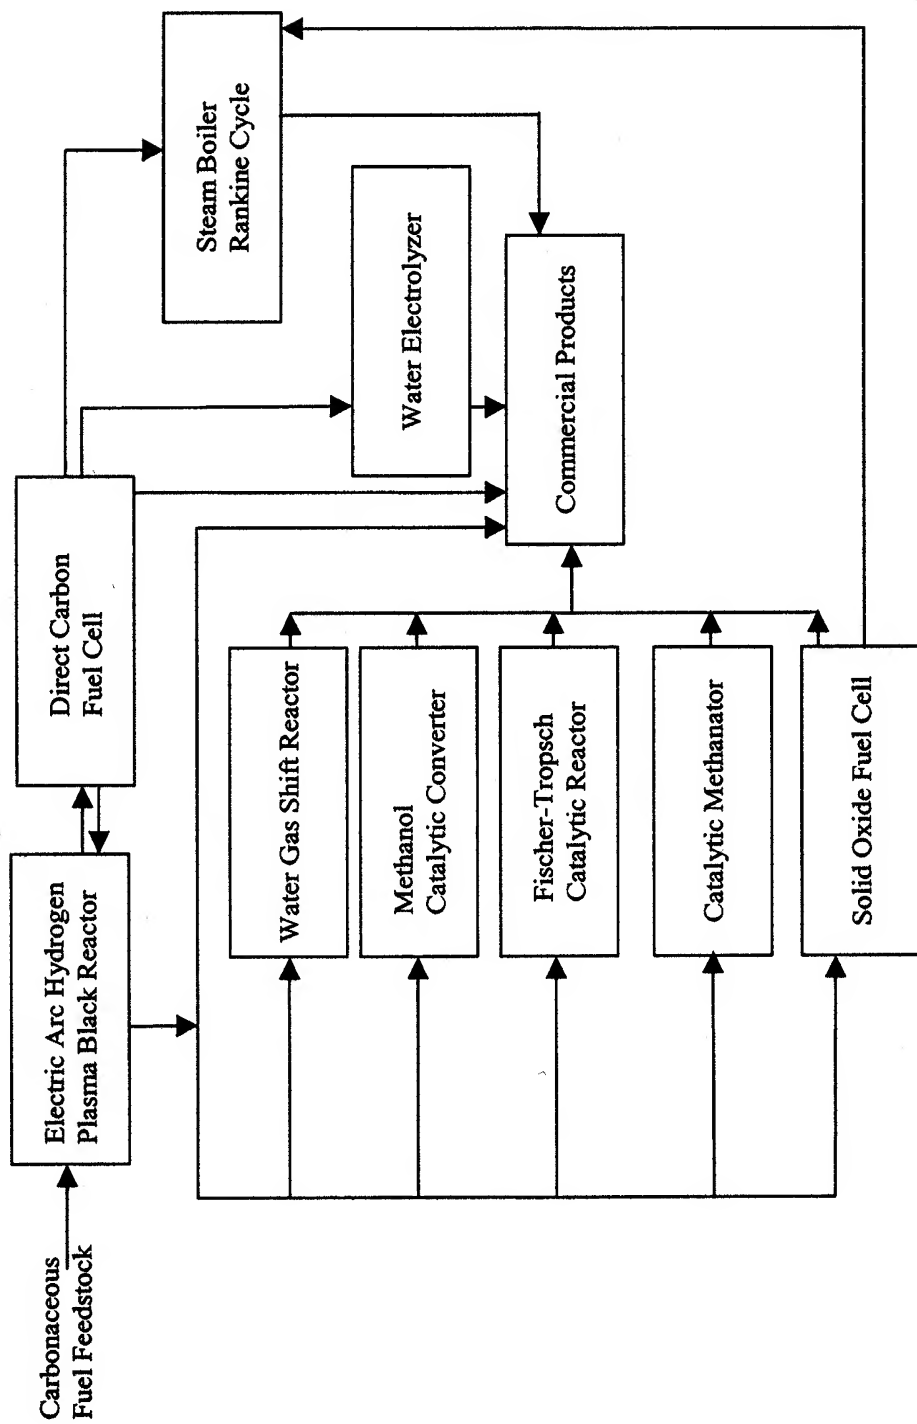 Carbonaceous
Fuel Feedstock
Electric Arc Hydrogen
Plasma Black Reactor
Direct Carbon
Fuel Cell
Steam Boiler
Rankine Cycle
Water Electrolyzer
Commercial Products
Water Gas Shift Reactor
Methanol
Catalytic Converter
Fischer-Tropsch
Catalytic Reactor
Catalytic Methanator
Solid Oxide Fuel Cell